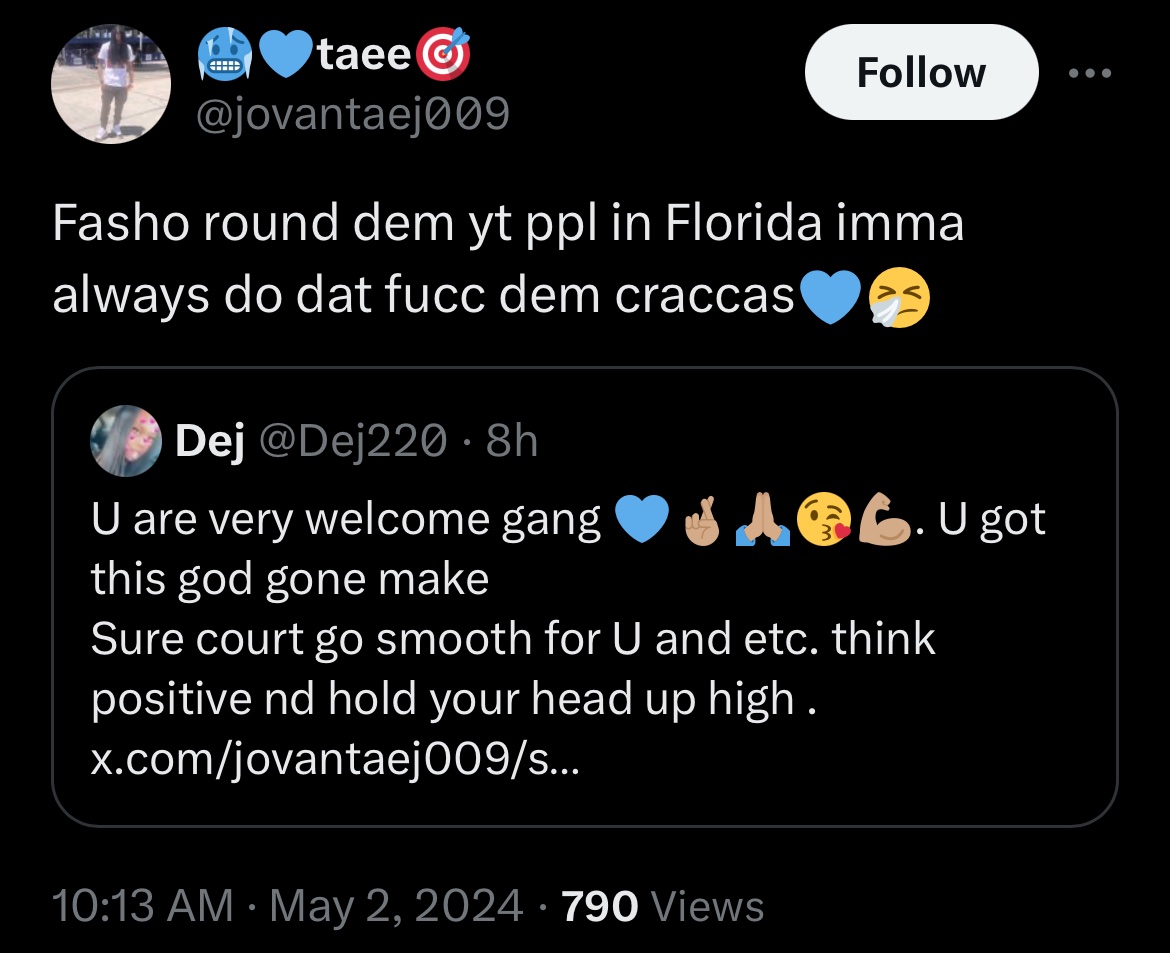 🥶💙taee🎯
Follow
@jovantaej009
Fasho round dem yt ppl in Florida imma
always do dat fucc dem craccas💙🤧
Dej @Dej220 · 8h
U are very welcome gang 💙🤞🏽🙏🏽😘💪🏽. U got
this god gone make
Sure court go smooth for U and etc. think
positive nd hold your head up high .
x.com/jovantaej009/s...
10:13 AM · May 2, 2024 · 790 Views